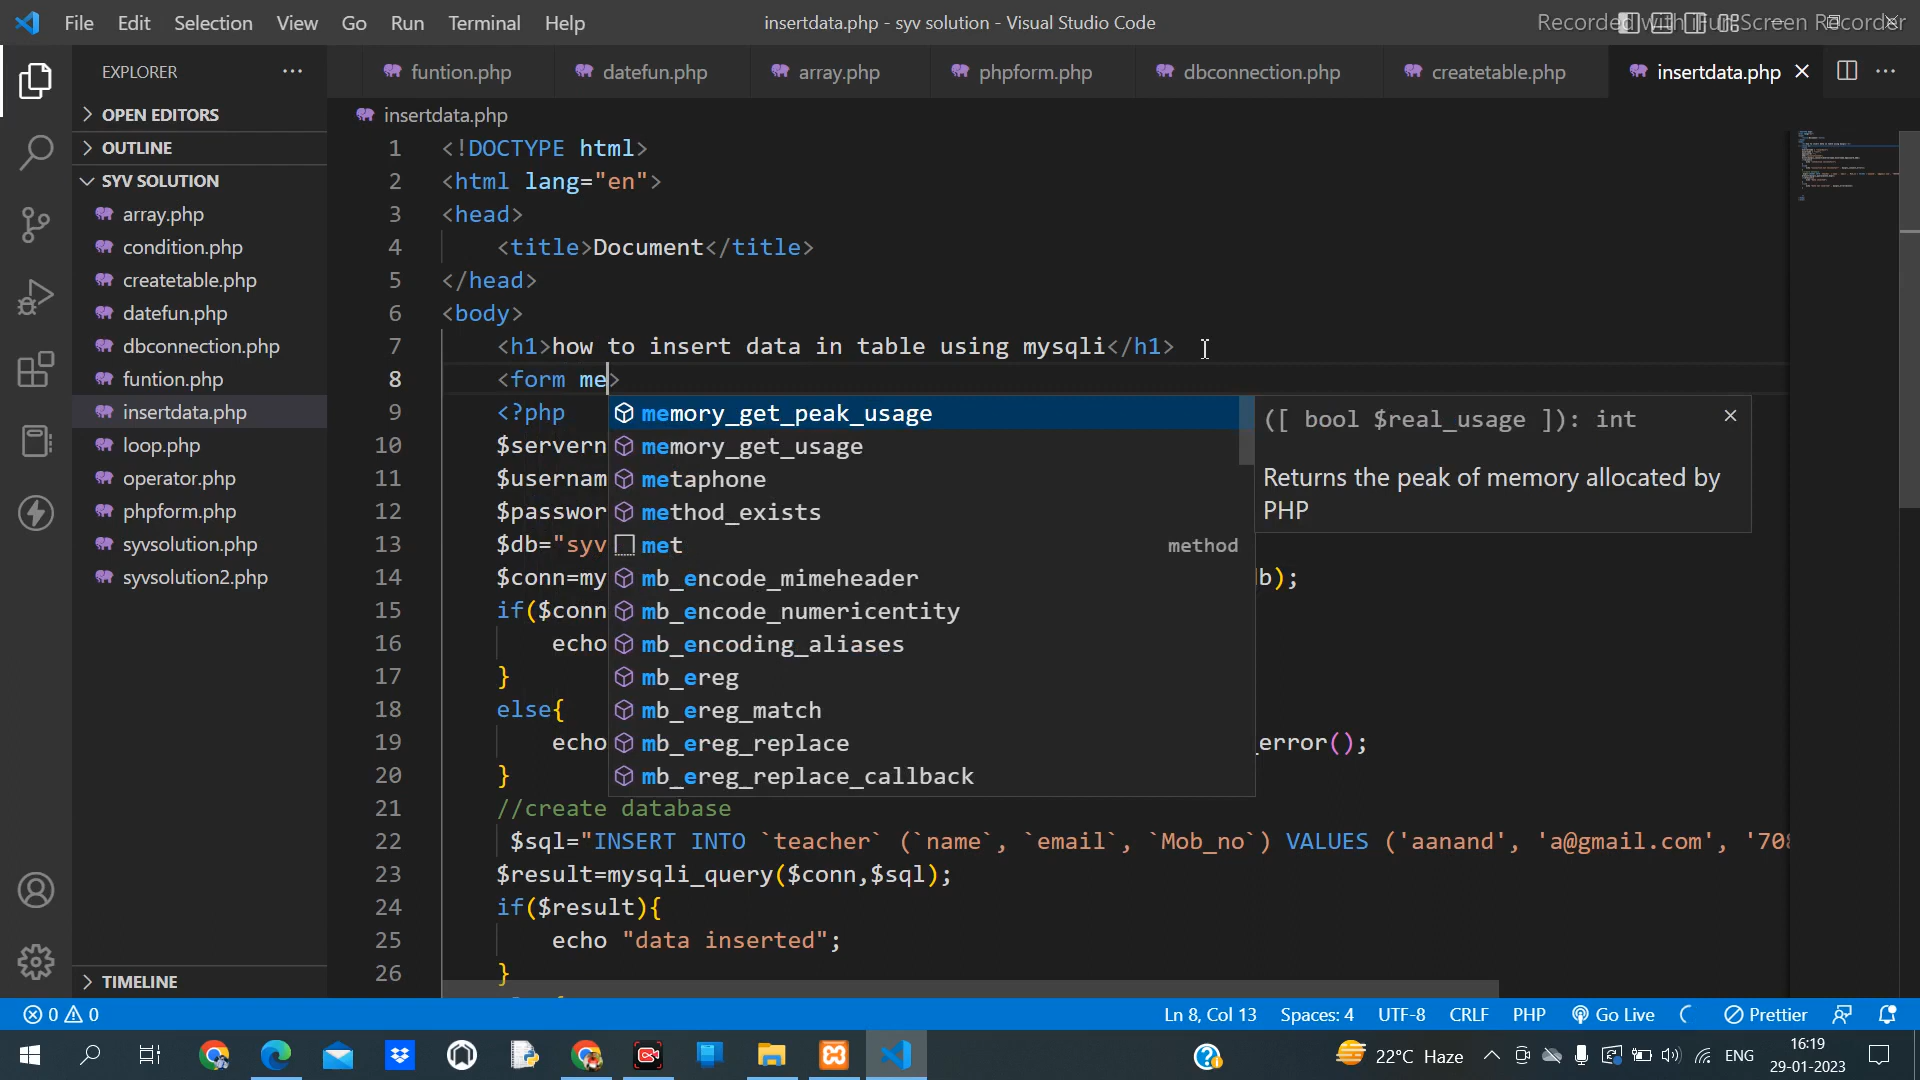 File Edit Selection View Go Run Terminal Help
insertdata.php - syv solution - Visual Studio Code
Recorded with iFun Screen Recorder
EXPLORER
OPEN EDITORS
OUTLINE
SYV SOLUTION
array.php
condition.php
createtable.php
datefun.php
dbconnection.php
funtion.php
insertdata.php
loop.php
operator.php
phpform.php
syvsolution.php
syvsolution2.php
TIMELINE
funtion.php datefun.php array.php phpform.php dbconnection.php createtable.php insertdata.php
insertdata.php
1 <!DOCTYPE html>
2 <html lang="en">
3 <head>
4 <title>Document</title>
5 </head>
6 <body>
7 <h1>how to insert data in table using mysqli</h1>
8 <form me>
9 <?php
10 $servern
11 $usernam
12 $passwor
13 $db="syv
14 $conn=my b);
15 if($conn
16 echo
17 }
18 else{
19 echo _error();
20 }
21 //create database
22 $sql="INSERT INTO `teacher` (`name`, `email`, `Mob_no`) VALUES ('aanand', 'a@gmail.com', '708
23 $result=mysqli_query($conn,$sql);
24 if($result){
25 echo "data inserted";
26 }
memory_get_peak_usage
memory_get_usage
metaphone
method_exists
met method
mb_encode_mimeheader
mb_encode_numericentity
mb_encoding_aliases
mb_ereg
mb_ereg_match
mb_ereg_replace
mb_ereg_replace_callback
([ bool $real_usage ]): int
Returns the peak of memory allocated by
PHP
0 0
Ln 8, Col 13 Spaces: 4 UTF-8 CRLF PHP Go Live Prettier
22°C Haze
ENG
16:19
29-01-2023